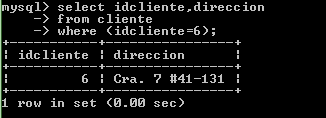 mysql> select idcliente,direccion
    -> from cliente
    -> where (idcliente=6);
+-----------+-----------------+
| idcliente | direccion       |
+-----------+-----------------+
|         6 | Cra. 7 #41-131 |
+-----------+-----------------+
1 row in set (0.00 sec)